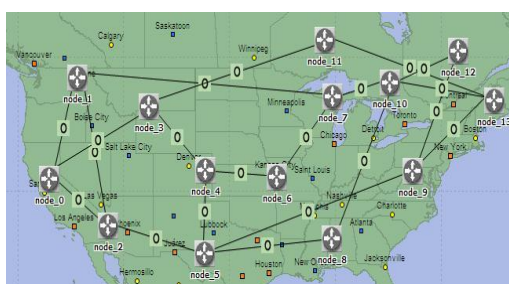 Calgary
Saskatoon
Vancouver
Winnipeg
node_11
node_12
0
0 0
node_1
0
node_7
0
node_10
0
node_13
Minneapolis
node_3
0
Boise City
0
0
0
Toronto
Boston
Chicago
Detroit
0
0
New York
Salt Lake City
0
Denver
node_4
0
Kansas City
node_6
Saint Louis
0
node_9
node_0
0
Las Vegas
Nashville
Charlotte
Los Angeles
Phoenix
node_2
0
0
Lubbock
0
Atlanta
Juárez
node_5
0
node_8
Houston
Jacksonville
Hermosillo